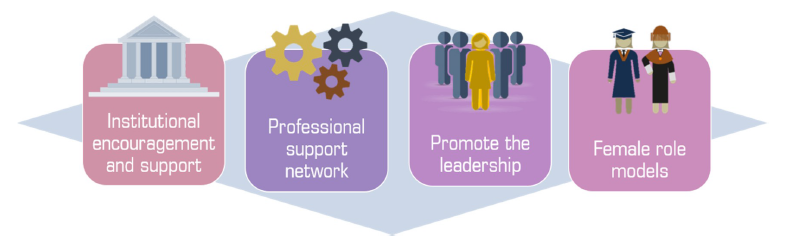 Institutional
encouragement
and support
Professional
support
network
Promote the
leadership
Female role
models